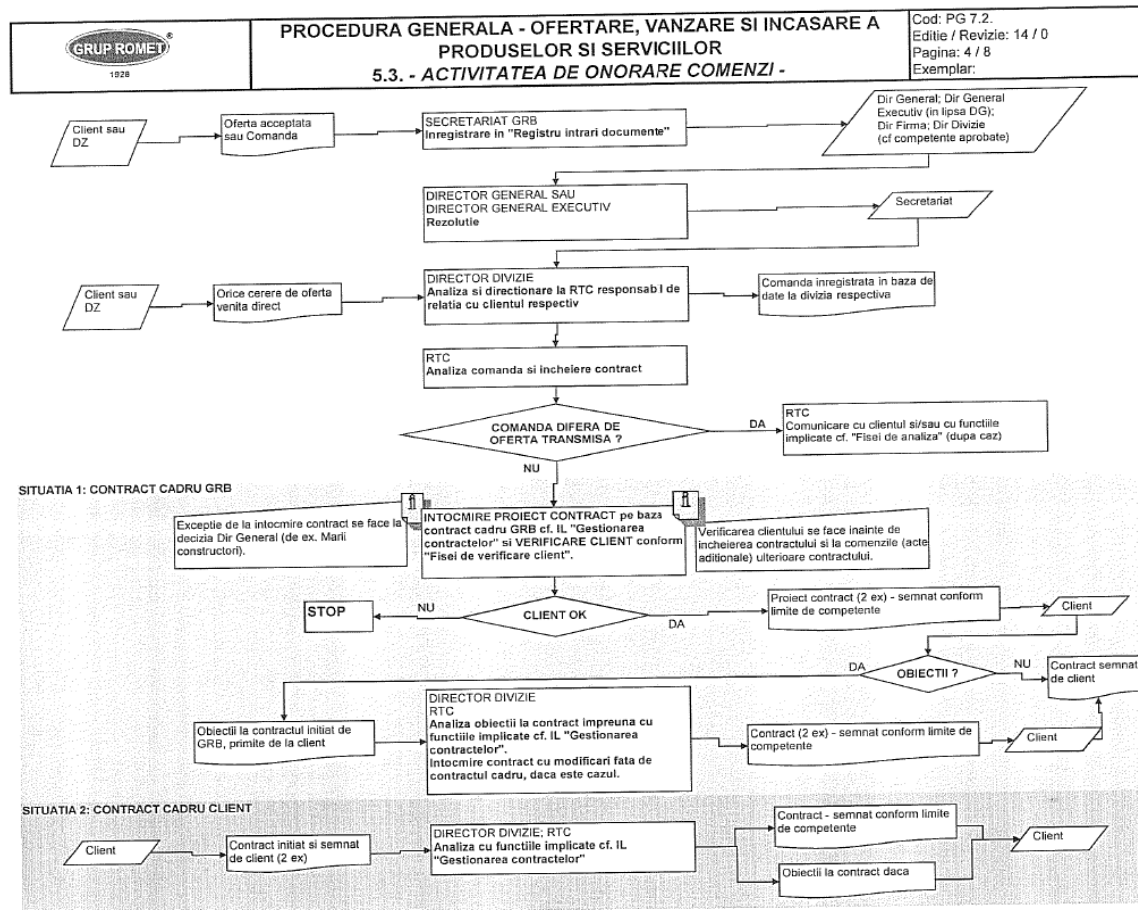 GRUP ROMET
®
1928
PROCEDURA GENERALA - OFERTARE, VANZARE SI INCASARE A
PRODUSELOR SI SERVICIILOR
5.3. - ACTIVITATEA DE ONORARE COMENZI -
Cod: PG 7.2.
Editie / Revizie: 14 / 0
Pagina: 4 / 8
Exemplar:
Client sau
DZ
Oferta acceptata
sau Comanda
SECRETARIAT GRB
Inregistrare in "Registru intrari documente"
Dir General; Dir General
Executiv (in lipsa DG);
Dir Firma; Dir Divizie
(cf competente aprobate)
DIRECTOR GENERAL SAU
DIRECTOR GENERAL EXECUTIV
Rezolutie
Secretariat
Client sau
DZ
Orice cerere de oferta
venita direct
DIRECTOR DIVIZIE
Analiza si directionare la RTC responsabil de
relatia cu clientul respectiv
Comanda inregistrata in baza de
date la divizia respectiva
RTC
Analiza comanda si incheiere contract
COMANDA DIFERA DE
OFERTA TRANSMISA ?
DA
RTC
Comunicare cu clientul si/sau cu functiile
implicate cf. "Fisei de analiza" (dupa caz)
NU
SITUATIA 1: CONTRACT CADRU GRB
Exceptie de la intocmire contract se face la
decizia Dir General (de ex. Marii
constructori).
INTOCMIRE PROIECT CONTRACT pe baza
contract cadru GRB cf. IL "Gestionarea
contractelor" si VERIFICARE CLIENT conform
"Fisei de verificare client".
Verificarea clientului se face inainte de
incheierea contractului si la comenzile (acte
aditionale) ulterioare contractului.
STOP
NU
CLIENT OK
DA
Proiect contract (2 ex) - semnat conform
limite de competente
Client
DA
OBIECTII ?
NU
Contract semnat
de client
Obiectii la contractul initiat de
GRB, primite de la client
DIRECTOR DIVIZIE
RTC
Analiza obiectii la contract impreuna cu
functiile implicate cf. IL "Gestionarea
contractelor".
Intocmire contract cu modificari fata de
contractul cadru, daca este cazul.
Contract (2 ex) - semnat conform limite de
competente
Client
SITUATIA 2: CONTRACT CADRU CLIENT
Client
Contract initiat si semnat
de client (2 ex)
DIRECTOR DIVIZIE; RTC
Analiza cu functiile implicate cf. IL
"Gestionarea contractelor"
Contract - semnat conform limite
de competente
Obiectii la contract daca
Client